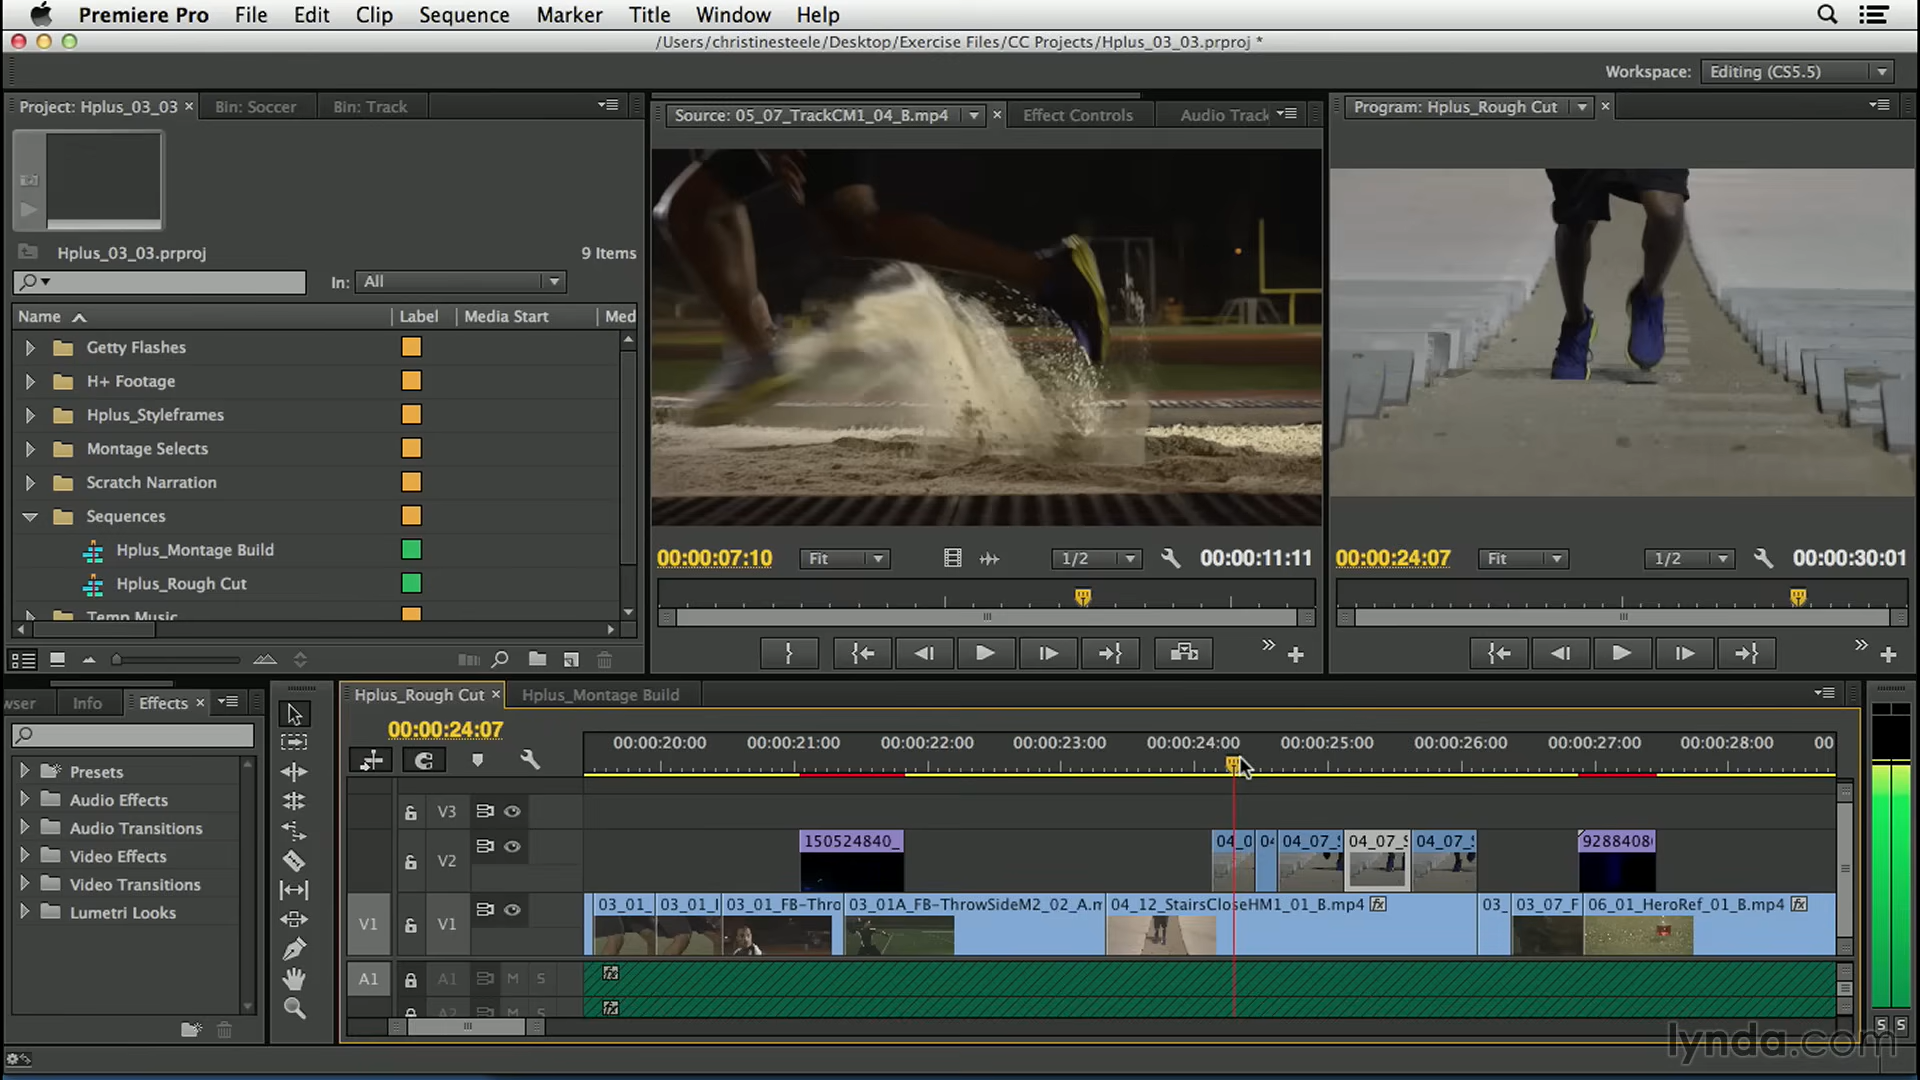 Premiere Pro File Edit Clip Sequence Marker Title Window Help
/Users/christinesteele/Desktop/Exercise Files/CC Projects/Hplus_03_03.prproj *
Workspace: Editing (CS5.5)
Project: Hplus_03_03 × Bin: Soccer Bin: Track
Source: 05_07_TrackCM1_04_B.mp4 × Effect Controls Audio Track
Program: Hplus_Rough Cut ×
Hplus_03_03.prproj 9 Items
In: All
Name Label Media Start Med
Getty Flashes
H+ Footage
Hplus_Styleframes
Montage Selects
Scratch Narration
Sequences
Hplus_Montage Build
Hplus_Rough Cut
Temp Music
00:00:07:10 Fit 1/2 00:00:11:11
00:00:24:07 Fit 1/2 00:00:30:01
wser Info Effects ×
Presets
Audio Effects
Audio Transitions
Video Effects
Video Transitions
Lumetri Looks
Hplus_Rough Cut × Hplus_Montage Build
00:00:24:07
00:00:20:00 00:00:21:00 00:00:22:00 00:00:23:00 00:00:24:00 00:00:25:00 00:00:26:00 00:00:27:00 00:00:28:00 00
V3
V2 150524840_ 04_0 04 04_07_ 04_07_ 04_07_ 9288408
V1 V1 03_01_ 03_01_I 03_01_FB-Thro 03_01A_FB-ThrowSideM2_02_A.m 04_12_StairsCloseHM1_01_B.mp4 fx 03_ 03_07_F 06_01_HeroRef_01_B.mp4 fx
A1 A1 M S fx
A2 M S fx
S S
lynda.com